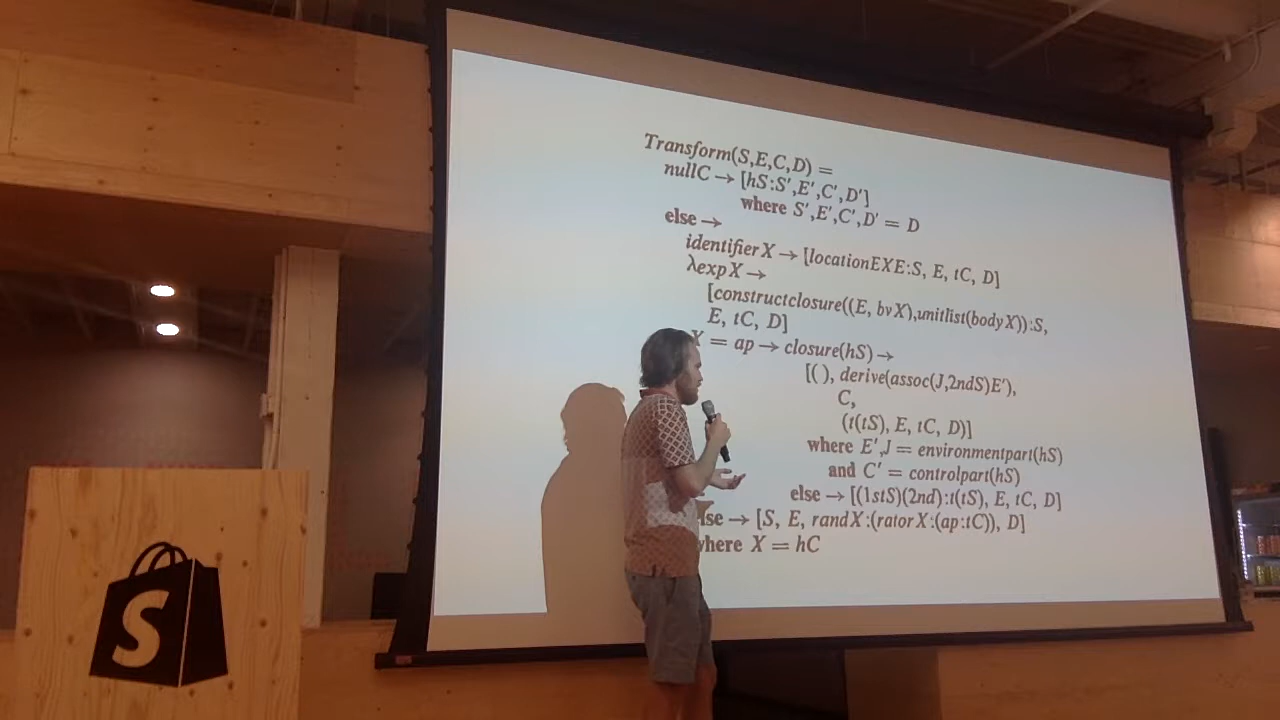 Transform(S,E,C,D) =
nullC → [hS:S′,E′,C′,D′]
where S′,E′,C′,D′ = D
else →
identifier X → [locationEXE:S, E, tC, D]
λexp X →
[constructclosure((E, bvX),unitlist(bodyX)):S,
E, tC, D]
X = ap → closure(hS) →
[( ), derive(assoc(J,2ndS)E′),
C,
(t(tS), E, tC, D)]
where E′,J = environmentpart(hS)
and C′ = controlpart(hS)
else → [(1stS)(2nd):t(tS), E, tC, D]
else → [S, E, randX:(ratorX:(ap:tC)), D]
where X = hC
S